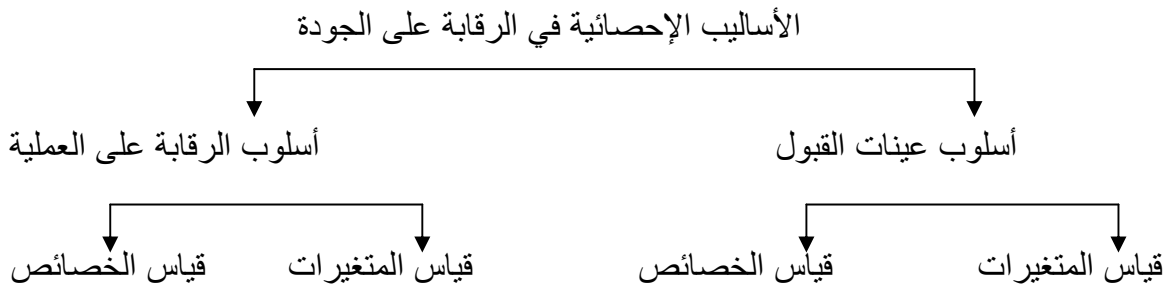 الأساليب الإحصائية في الرقابة على الجودة
أسلوب عينات القبول
أسلوب الرقابة على العملية
قياس المتغيرات
قياس الخصائص
قياس المتغيرات
قياس الخصائص